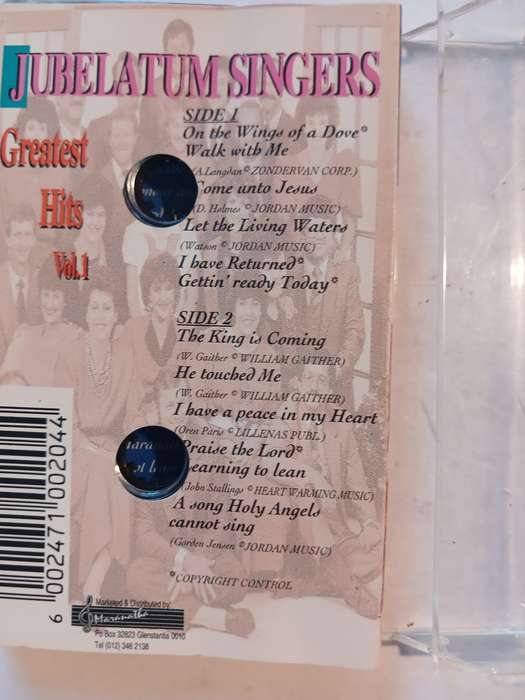 JUBELATUM SINGERS
Greatest
Hits
Vol.1
SIDE 1
On the Wings of a Dove*
Walk with Me
(A.Langdan © ZONDERVAN CORP.)
Come unto Jesus
(D. Holmes © JORDAN MUSIC)
Let the Living Waters
(Watson © JORDAN MUSIC)
I have Returned*
Gettin' ready Today*
SIDE 2
The King is Coming
(W. Gaither © WILLIAM GAITHER)
He touched Me
(W. Gaither © WILLIAM GAITHER)
I have a peace in my Heart
(Oren Paris © LILLENAS PUBL.)
Praise the Lord*
Learning to lean
(John Stallings © HEART WARMING MUSIC)
A song Holy Angels
cannot sing
(Gorden Jensen © JORDAN MUSIC)
*COPYRIGHT CONTROL
6 002471 002044
Marketed & Distributed by:
Maranatha
Po Box 32823 Glenstantia 0010
Tel (012) 346 2138